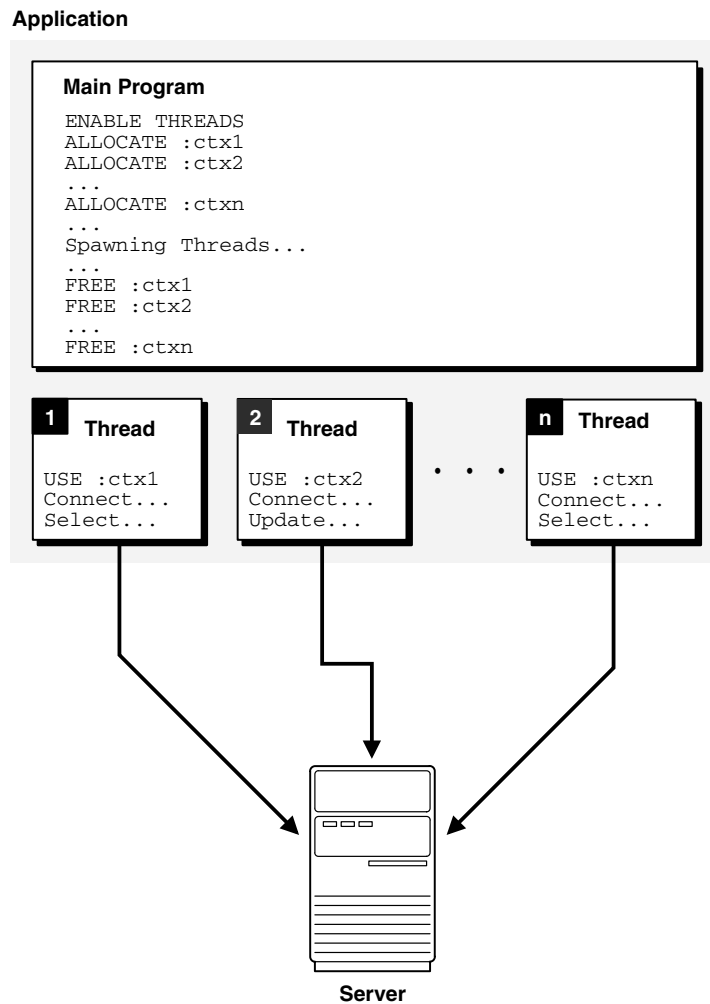 Application
Main Program
ENABLE THREADS
ALLOCATE :ctx1
ALLOCATE :ctx2
...
ALLOCATE :ctxn
...
Spawning Threads...
...
FREE :ctx1
FREE :ctx2
...
FREE :ctxn
1 Thread
USE :ctx1
Connect...
Select...
2 Thread
USE :ctx2
Connect...
Update...
. . .
n Thread
USE :ctxn
Connect...
Select...
Server